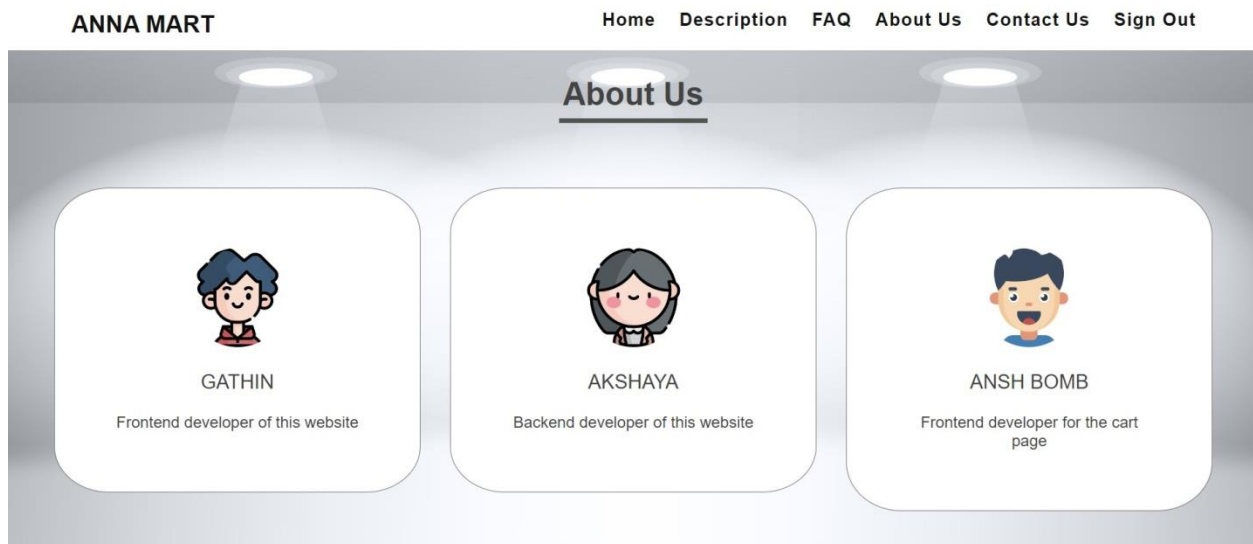 ANNA MART
Home Description FAQ About Us Contact Us Sign Out
About Us
GATHIN
Frontend developer of this website
AKSHAYA
Backend developer of this website
ANSH BOMB
Frontend developer for the cart
page